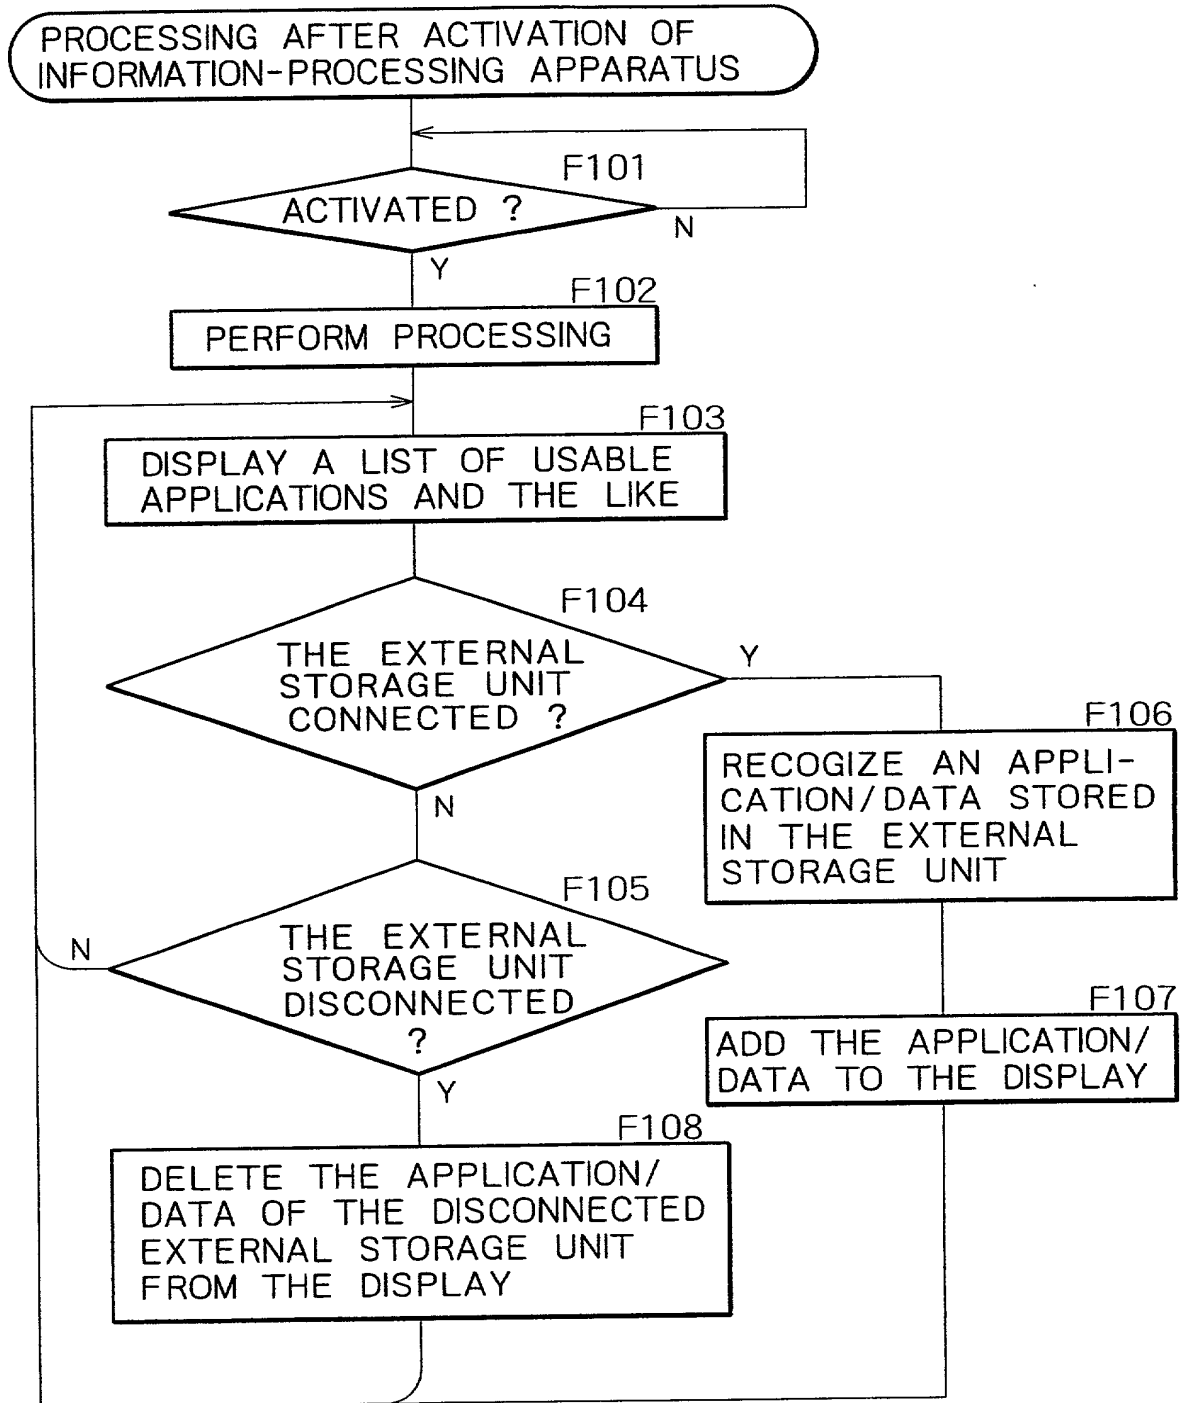 PROCESSING AFTER ACTIVATION OF
INFORMATION-PROCESSING APPARATUS
F101
ACTIVATED ?
N
Y
F102
PERFORM PROCESSING
F103
DISPLAY A LIST OF USABLE
APPLICATIONS AND THE LIKE
F104
THE EXTERNAL
STORAGE UNIT
CONNECTED ?
Y
N
F106
RECOGIZE AN APPLI-
CATION/DATA STORED
IN THE EXTERNAL
STORAGE UNIT
F105
THE EXTERNAL
STORAGE UNIT
DISCONNECTED
?
N
Y
F107
ADD THE APPLICATION/
DATA TO THE DISPLAY
F108
DELETE THE APPLICATION/
DATA OF THE DISCONNECTED
EXTERNAL STORAGE UNIT
FROM THE DISPLAY